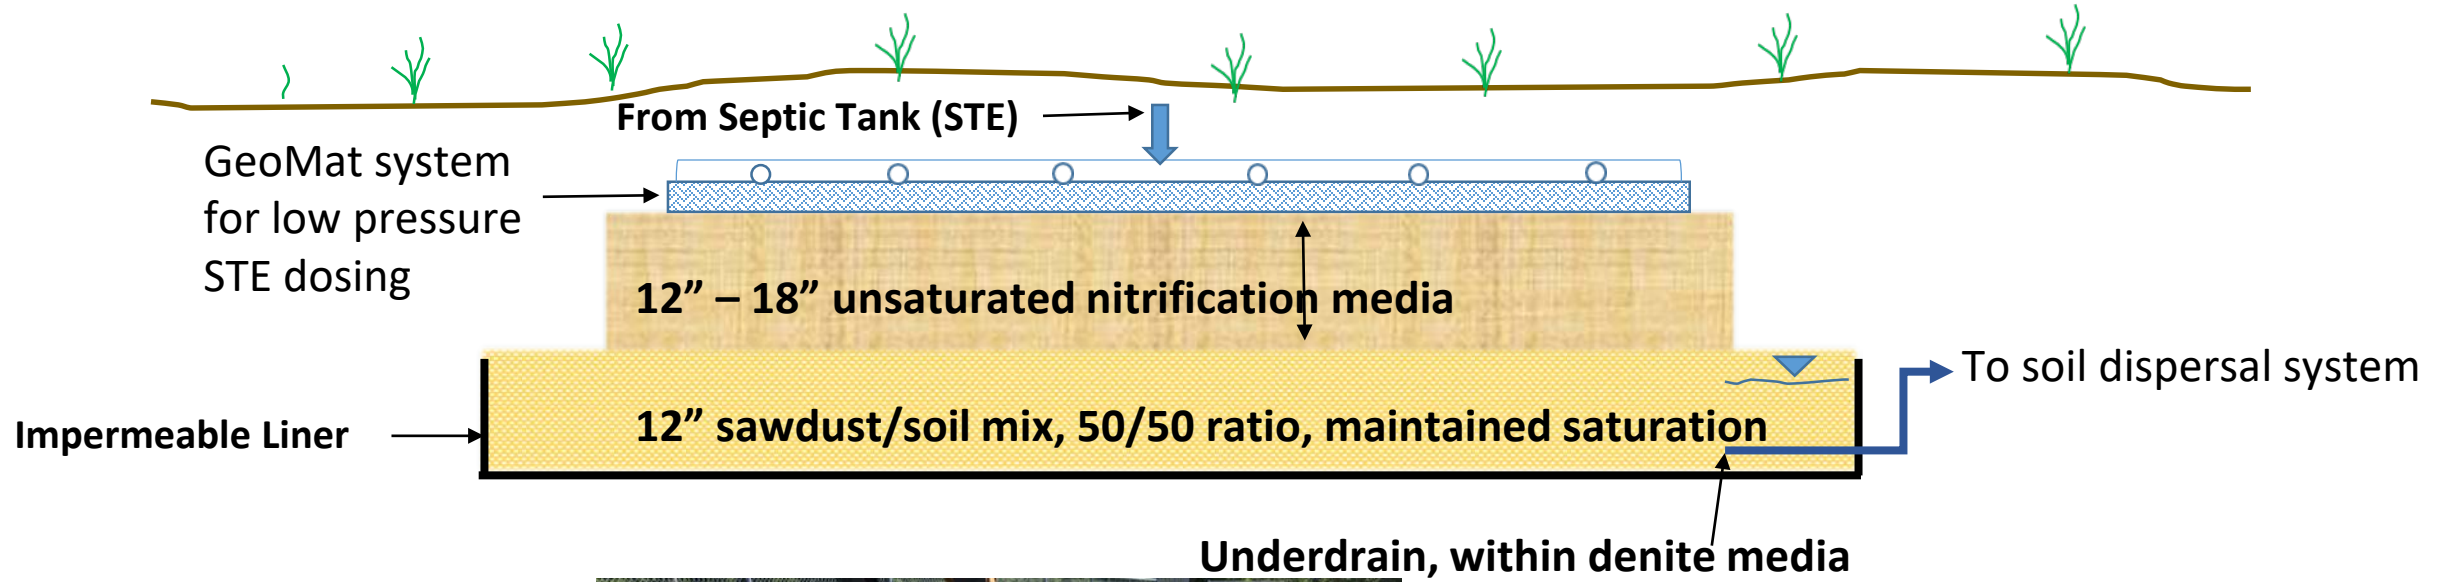 From Septic Tank (STE)
GeoMat system
for low pressure
STE dosing
12” – 18” unsaturated nitrification media
To soil dispersal system
Impermeable Liner
12” sawdust/soil mix, 50/50 ratio, maintained saturation
Underdrain, within denite media